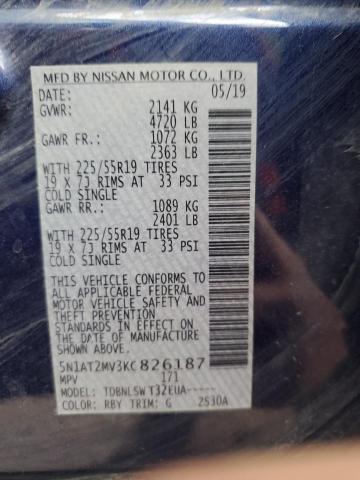 MFD BY NISSAN MOTOR CO., LTD.
DATE: 05/19
GVWR: 2141 KG
4720 LB
GAWR FR.: 1072 KG
2363 LB
WITH 225/55R19 TIRES
19 X 7J RIMS AT 33 PSI
COLD SINGLE
GAWR RR.: 1089 KG
2401 LB
WITH 225/55R19 TIRES
19 X 7J RIMS AT 33 PSI
COLD SINGLE
THIS VEHICLE CONFORMS TO
ALL APPLICABLE FEDERAL
MOTOR VEHICLE SAFETY AND
THEFT PREVENTION
STANDARDS IN EFFECT ON
THE DATE OF MANUFACTURE
SHOWN ABOVE.
5N1AT2MV3KC826187
MPV 171
MODEL: TDBNLSW T32EUA-----
COLOR: RBY TRIM: G 2530A